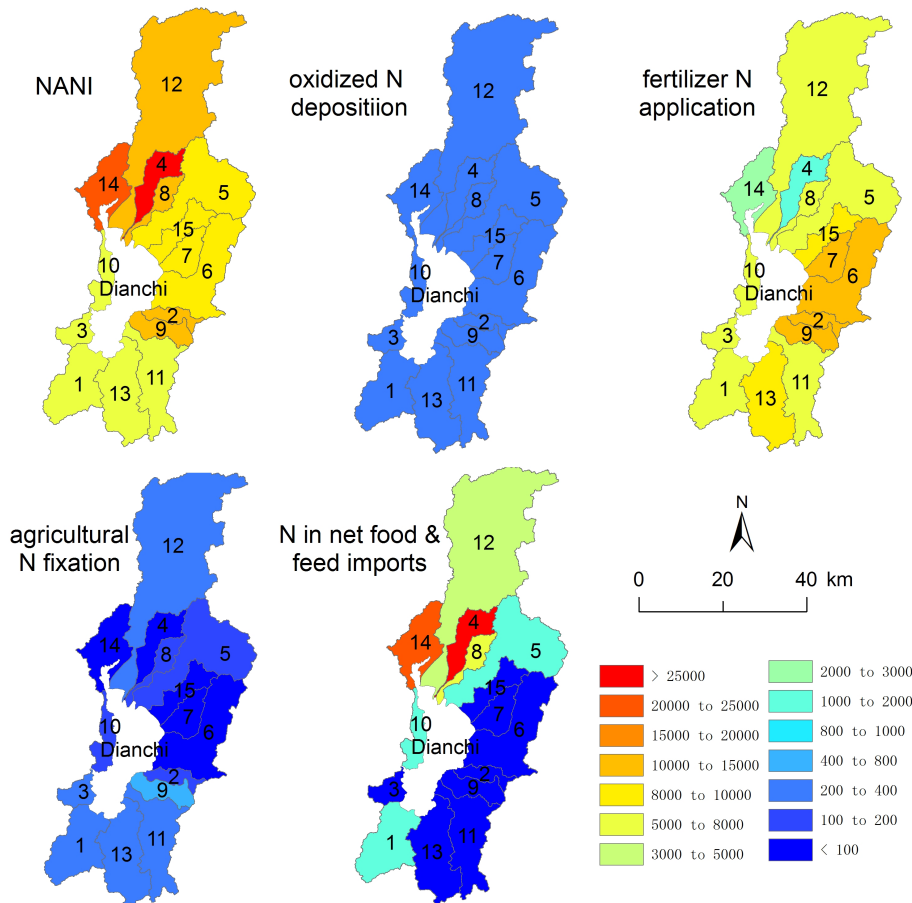 NANI
12
4
14
8
5
15
7
6
10
Dianchi
2
9
3
1
13
11
oxidized N
depositiion
12
4
14
8
5
15
7
6
10
Dianchi
2
9
3
1
13
11
fertilizer N
application
12
4
14
8
5
15
7
6
10
Dianchi
2
9
3
1
13
11
agricultural
N fixation
12
4
14
8
5
15
7
6
10
Dianchi
2
9
3
1
13
11
N in net food &
feed imports
12
4
14
8
5
15
7
6
10
Dianchi
2
9
3
1
13
11
N
0 20 40 km
> 25000
20000 to 25000
15000 to 20000
10000 to 15000
8000 to 10000
5000 to 8000
3000 to 5000
2000 to 3000
1000 to 2000
800 to 1000
400 to 800
200 to 400
100 to 200
< 100